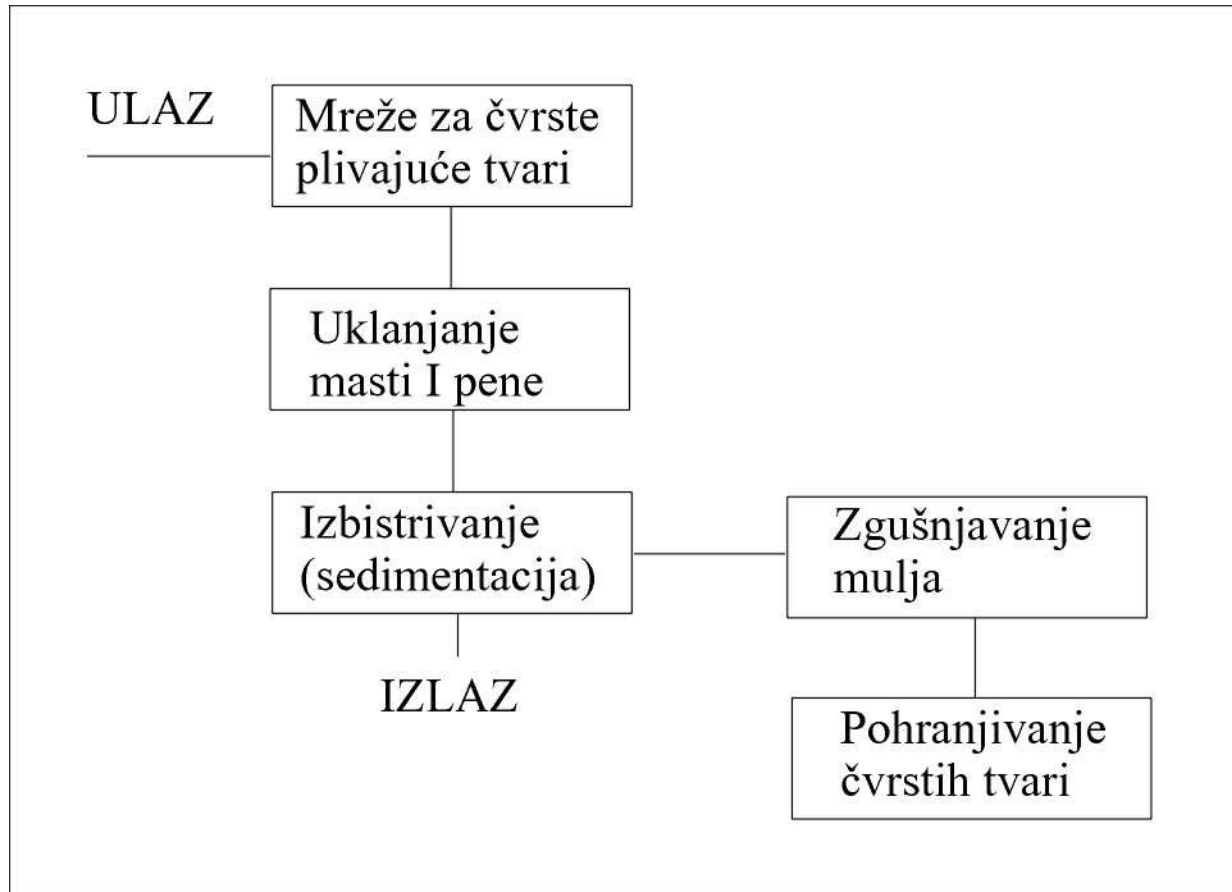 ULAZ
Mreže za čvrste
plivajuće tvari
Uklanjanje
masti I pene
Izbistrivanje
(sedimentacija)
Zgušnjavanje
mulja
IZLAZ
Pohranjivanje
čvrstih tvari